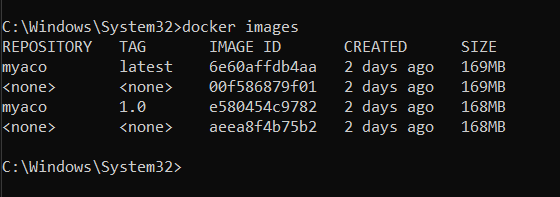 C:\Windows\System32>docker images
REPOSITORY TAG IMAGE ID CREATED SIZE
myaco latest 6e60affdb4aa 2 days ago 169MB
<none> <none> 00f586879f01 2 days ago 169MB
myaco 1.0 e580454c9782 2 days ago 168MB
<none> <none> aeea8f4b75b2 2 days ago 168MB
C:\Windows\System32>